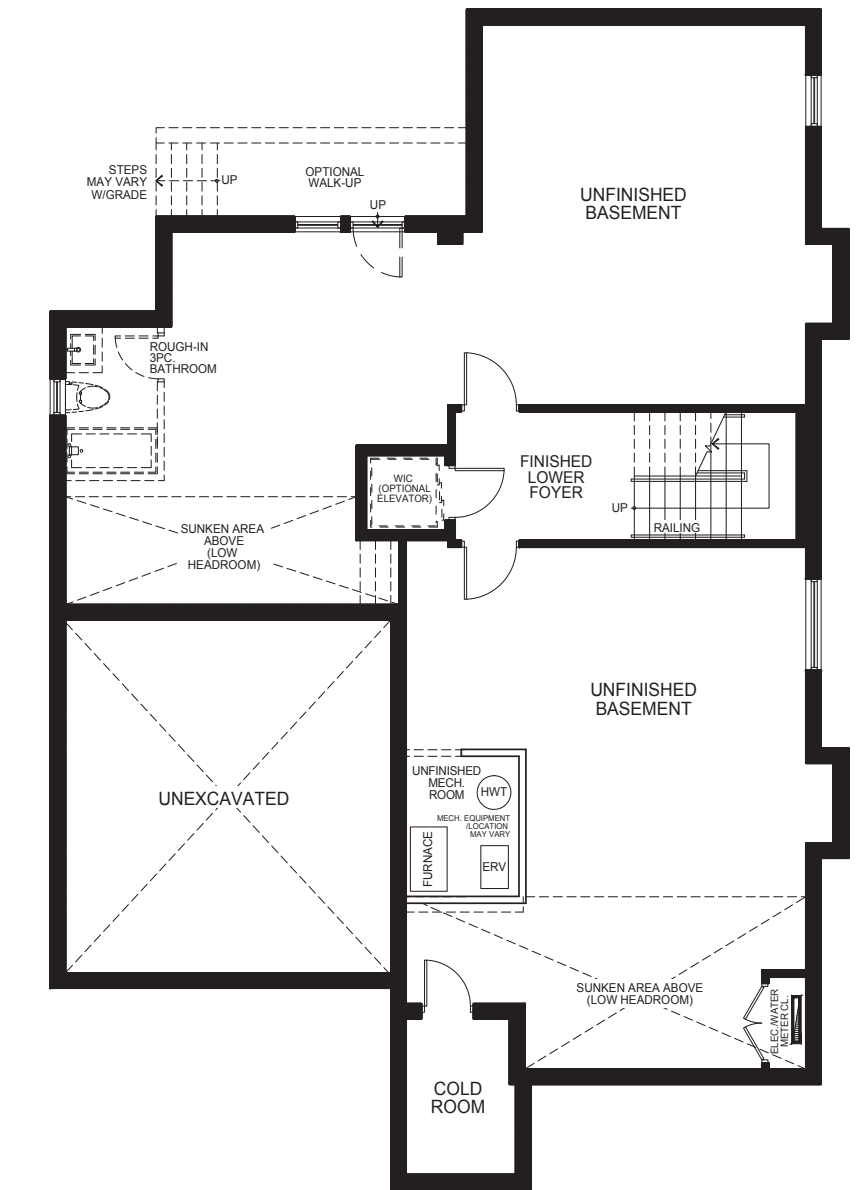 STEPS
MAY VARY
W/GRADE
UP
OPTIONAL
WALK-UP
UP
UNFINISHED
BASEMENT
ROUGH-IN
3PC.
BATHROOM
WIC
(OPTIONAL
ELEVATOR)
FINISHED
LOWER
FOYER
UP
RAILING
SUNKEN AREA
ABOVE
(LOW
HEADROOM)
UNFINISHED
BASEMENT
UNEXCAVATED
UNFINISHED
MECH.
ROOM
HWT
MECH. EQUIPMENT
/LOCATION
MAY VARY
FURNACE
ERV
SUNKEN AREA ABOVE
(LOW HEADROOM)
ELEC./WATER
METER CL.
COLD
ROOM